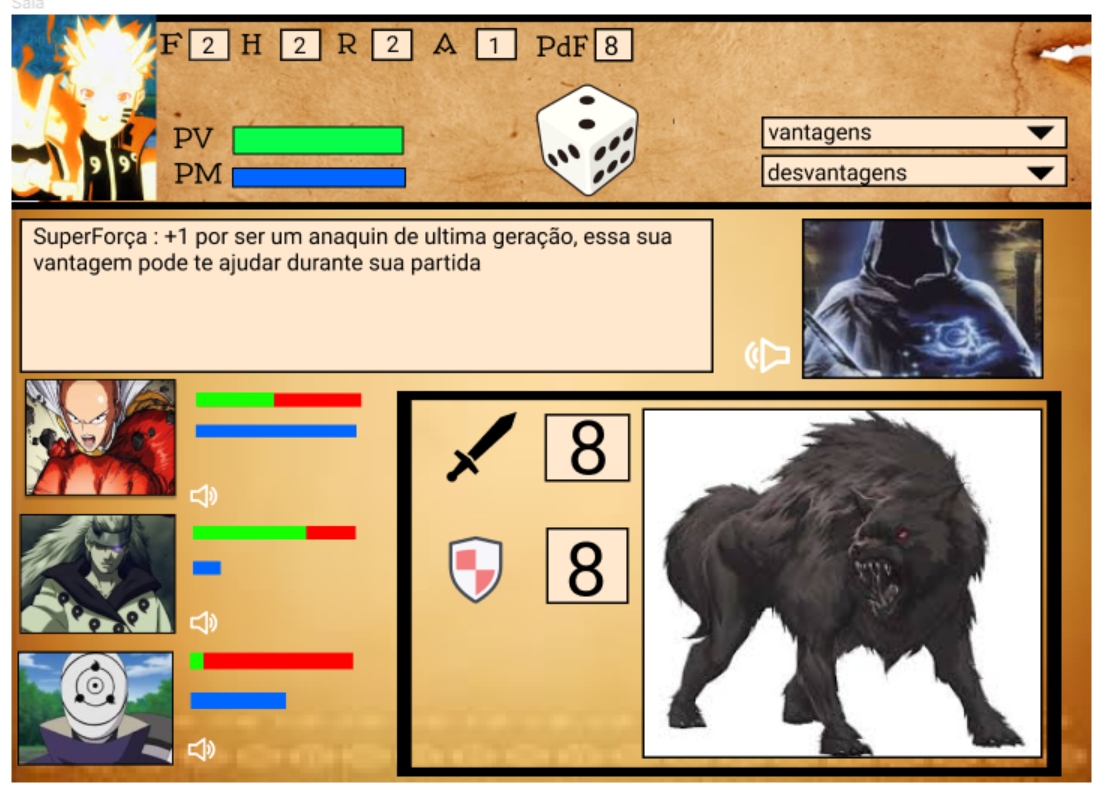 Sala
F 2 H 2 R 2 A 1 PdF 8
PV
PM
vantagens
desvantagens
SuperForça : +1 por ser um anaquin de ultima geração, essa sua
vantagem pode te ajudar durante sua partida
8
8